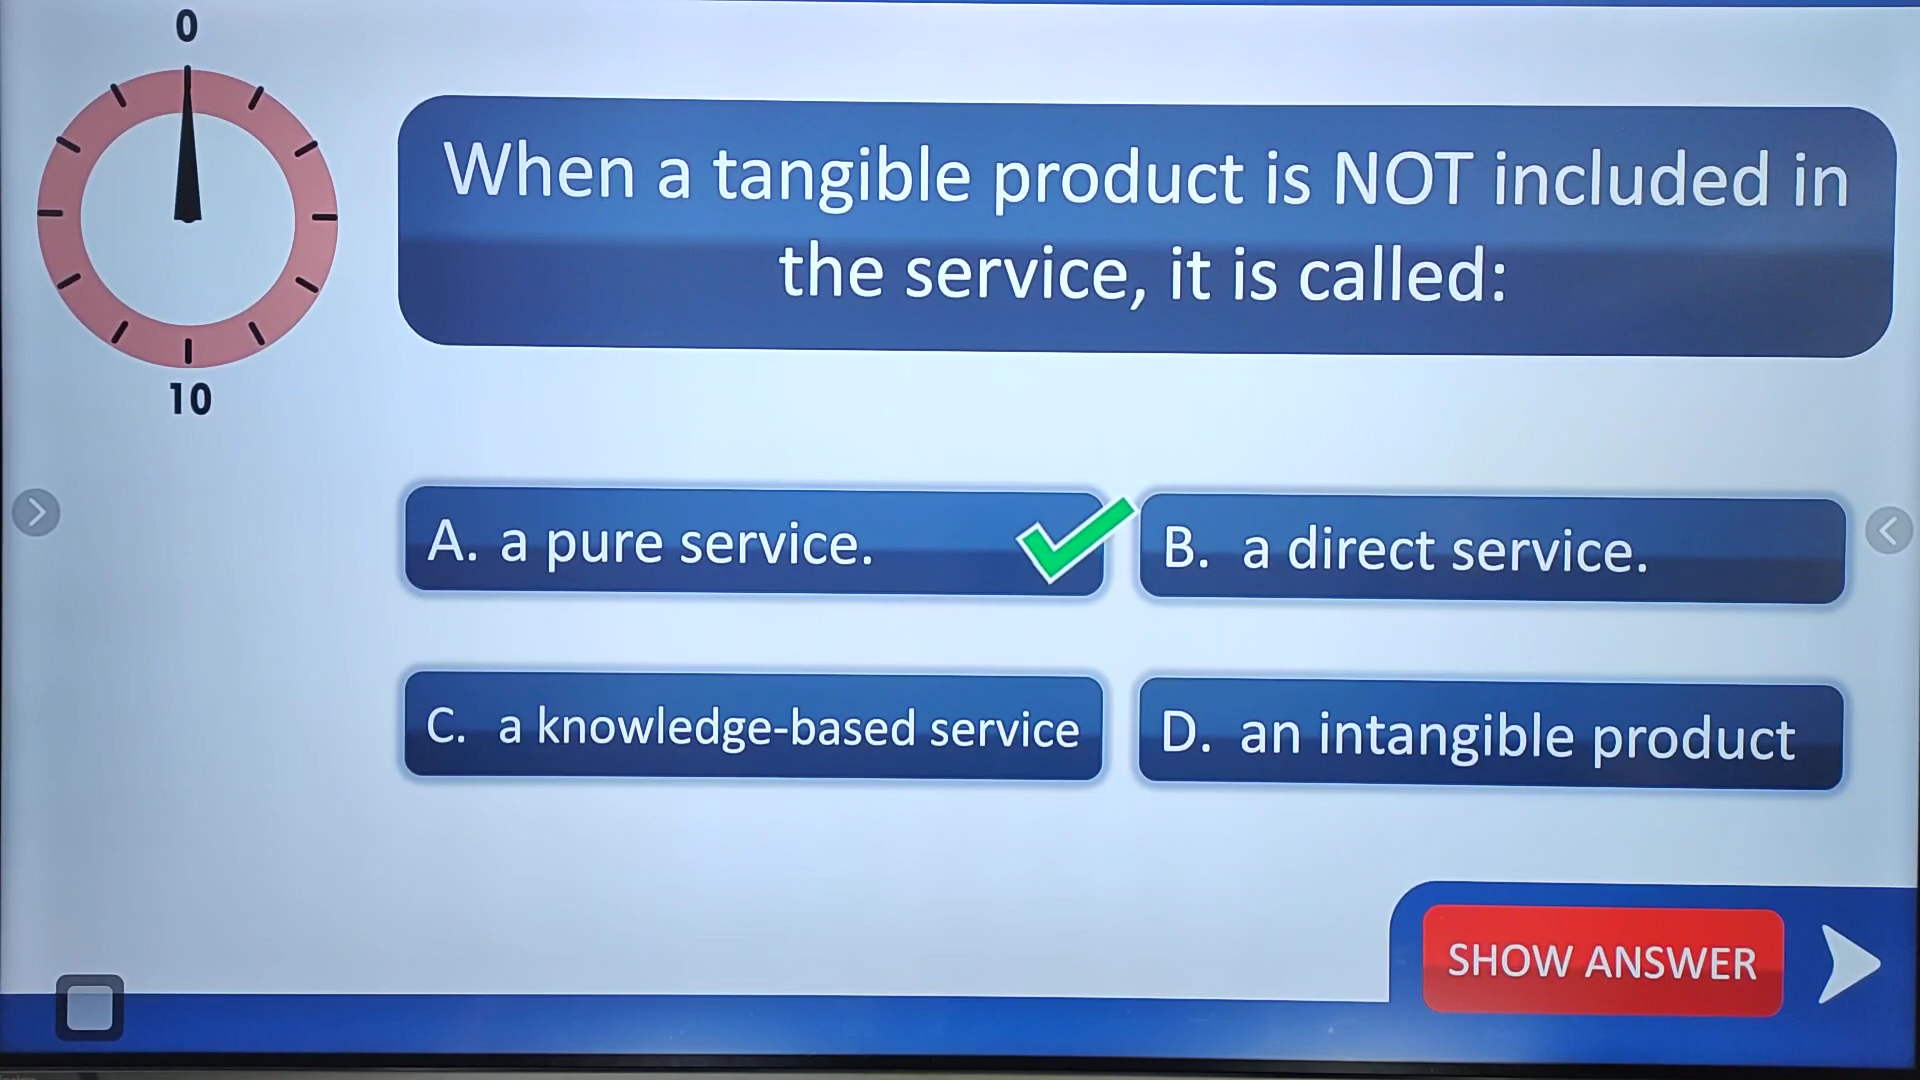 0
10
When a tangible product is NOT included in
the service, it is called:
A. a pure service.
B. a direct service.
C. a knowledge-based service
D. an intangible product
SHOW ANSWER